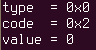 type  = 0x0
code  = 0x2
value = 0